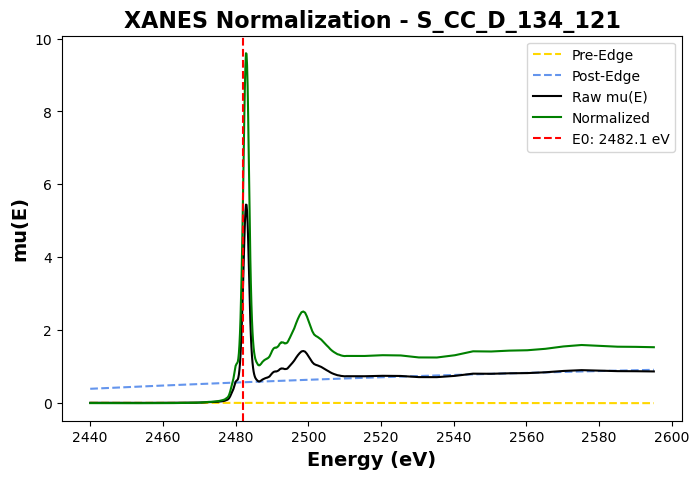 XANES Normalization - S_CC_D_134_121
Pre-Edge
Post-Edge
Raw mu(E)
Normalized
E0: 2482.1 eV
mu(E)
10
8
6
4
2
0
2440 2460 2480 2500 2520 2540 2560 2580 2600
Energy (eV)